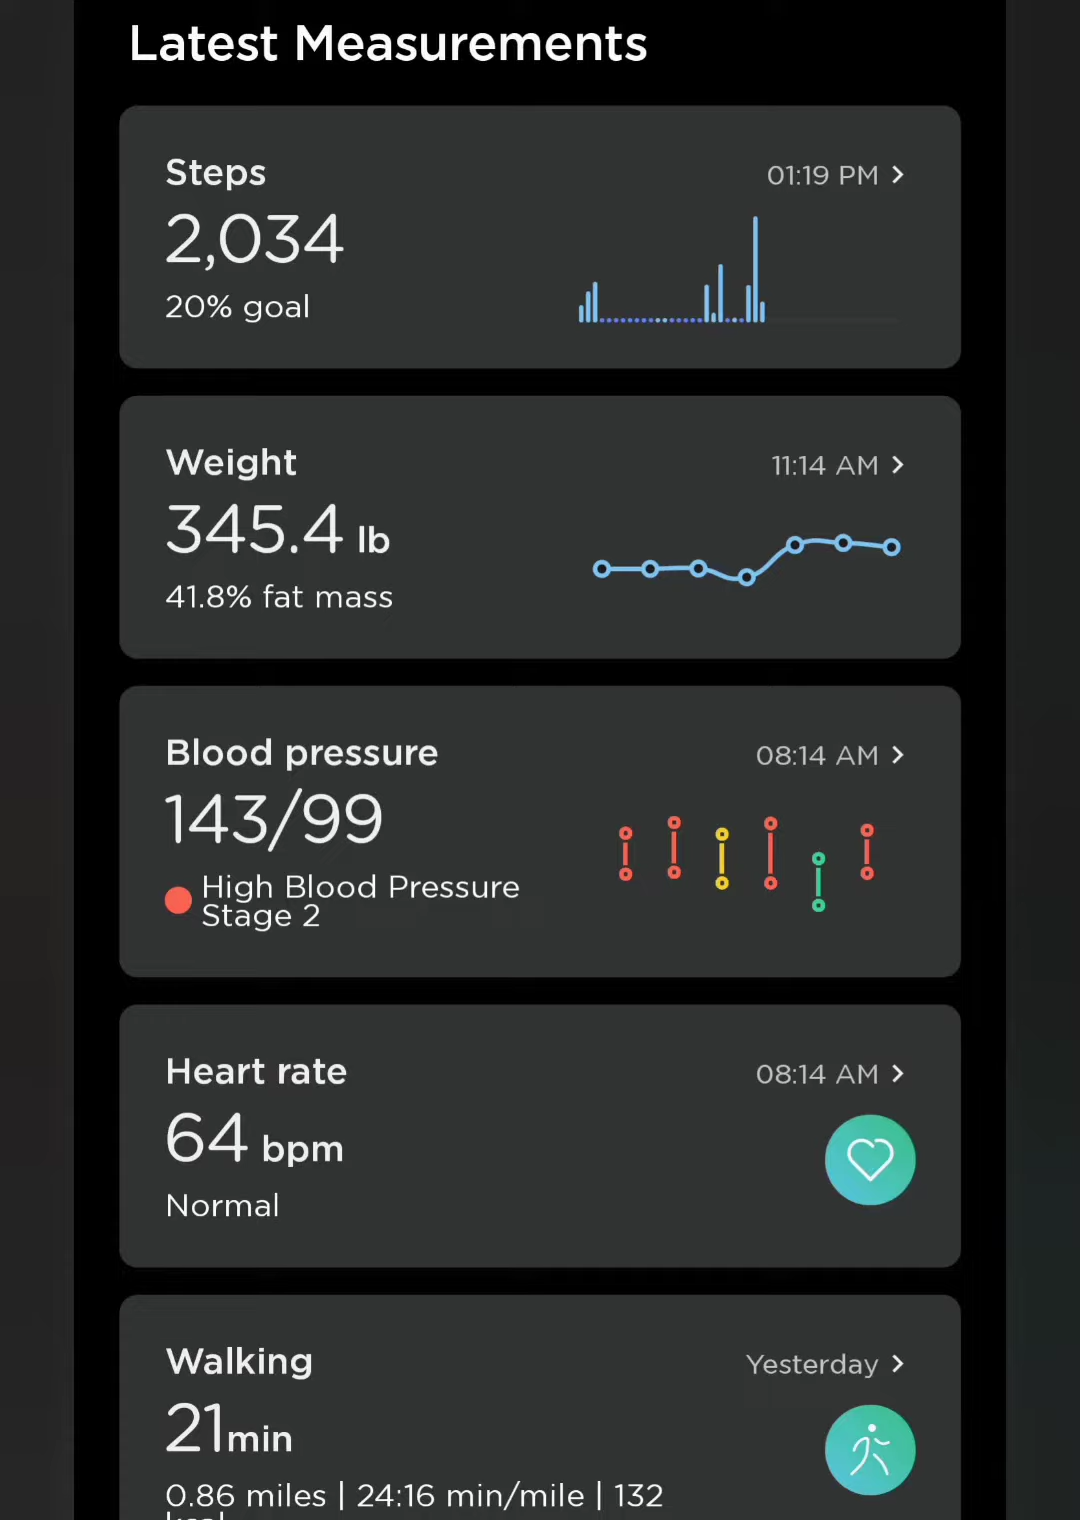 Latest Measurements
Steps
01:19 PM
2,034
20% goal
Weight
11:14 AM
345.4 lb
41.8% fat mass
Blood pressure
08:14 AM
143/99
High Blood Pressure
Stage 2
Heart rate
08:14 AM
64 bpm
Normal
Walking
Yesterday
21min
0.86 miles | 24:16 min/mile | 132